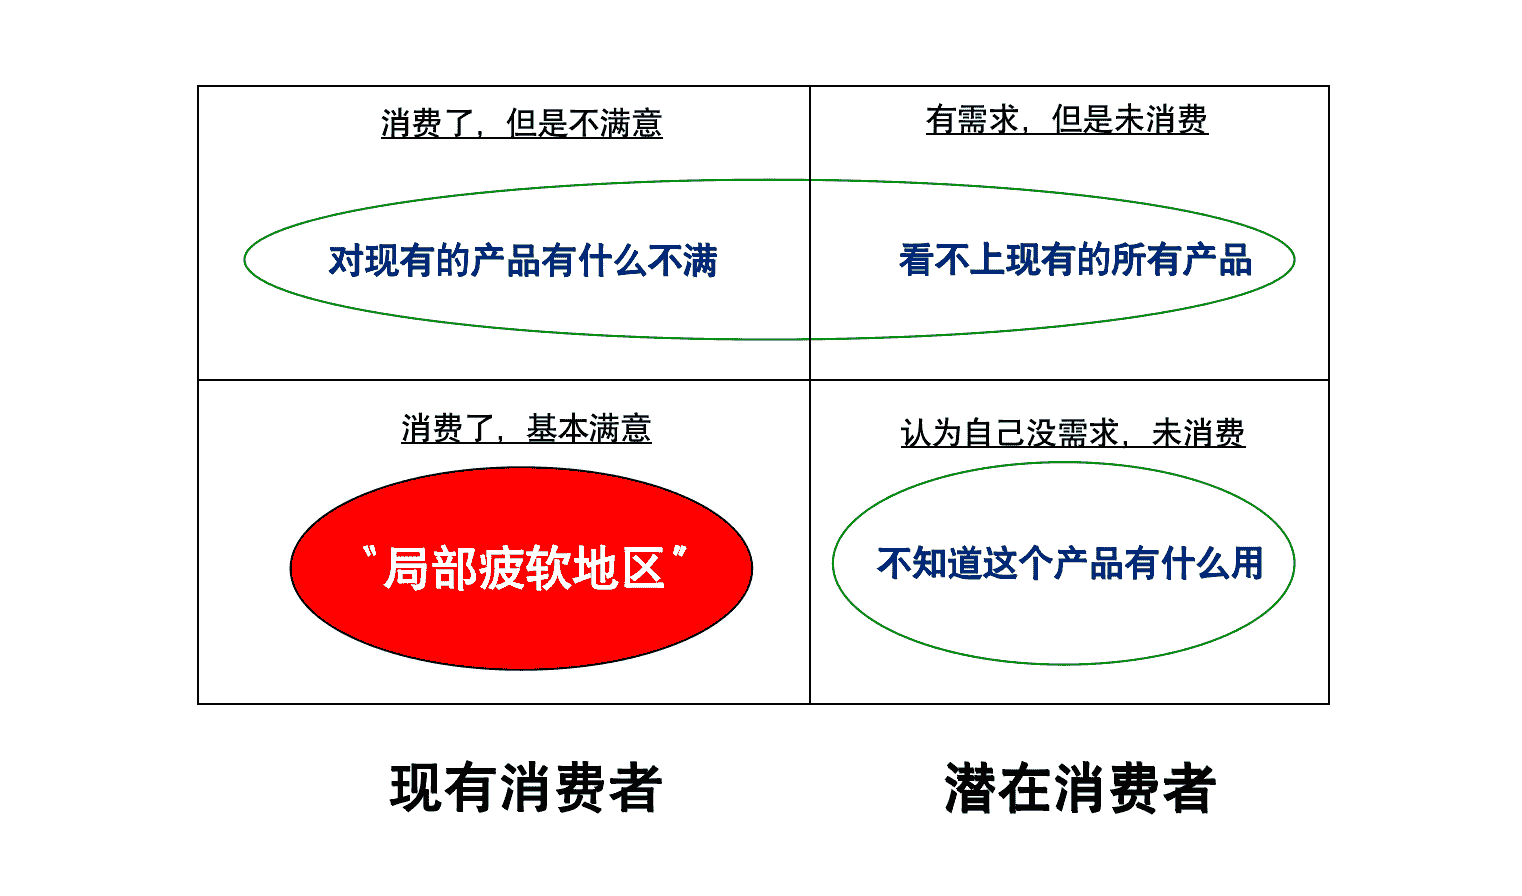 消费了，但是不满意
有需求，但是未消费
对现有的产品有什么不满
看不上现有的所有产品
消费了，基本满意
认为自己没需求，未消费
“局部疲软地区”
不知道这个产品有什么用
现有消费者
潜在消费者